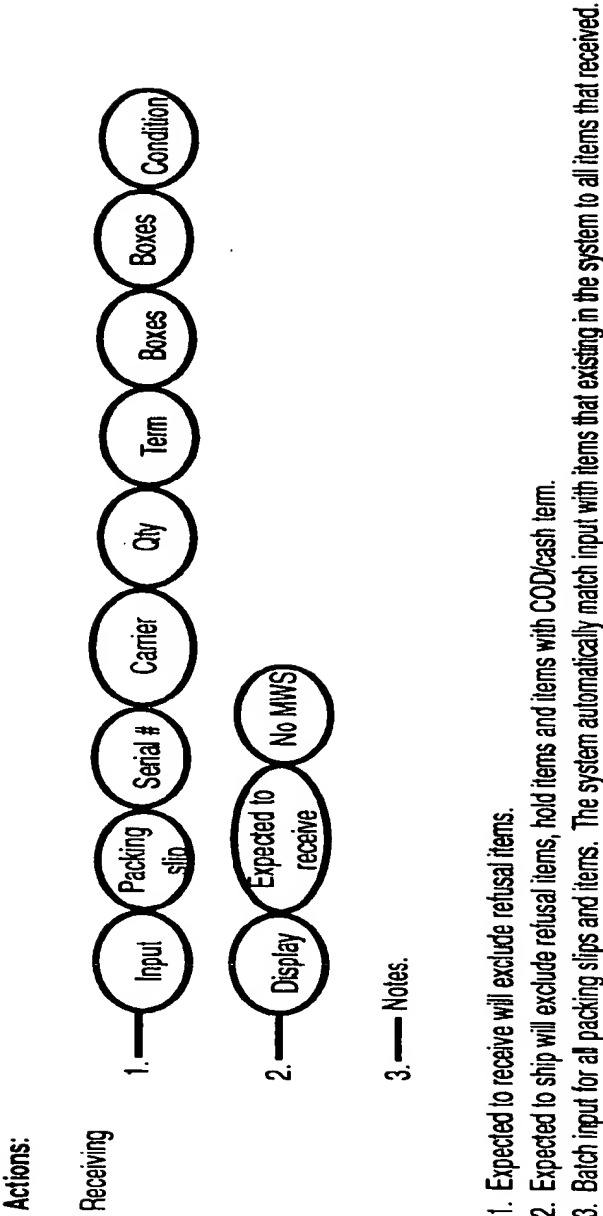 Actions:
Receiving
1. Input Packing slip Serial # Carrier Qty Term Boxes Boxes Condition
2. Display Expected to receive No MWS
3. Notes.
1. Expected to receive will exclude refusal items.
2. Expected to ship will exclude refusal items, hold items and items with COD/cash term.
3. Batch input for all packing slips and items. The system automatically match input with items that existing in the system to all items that received.